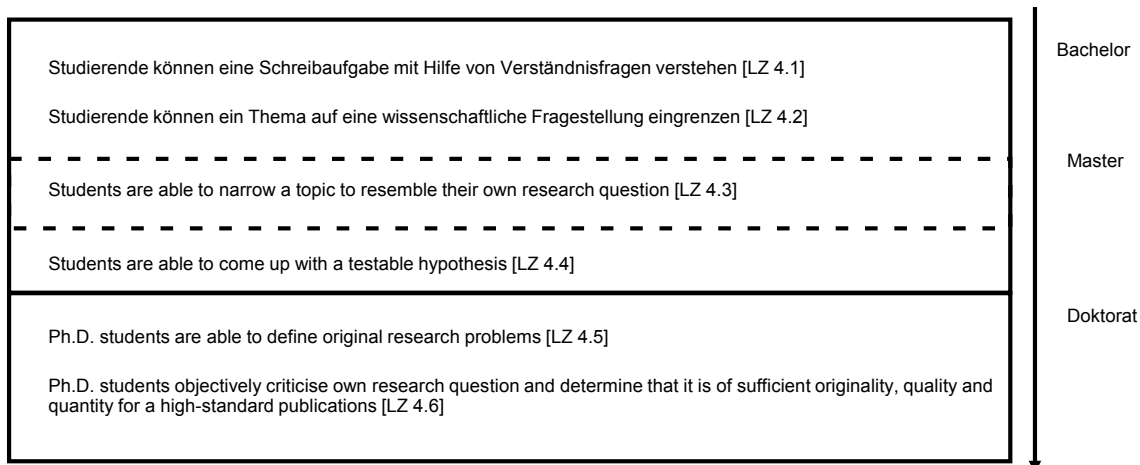 Bachelor
Studierende können eine Schreibaufgabe mit Hilfe von Verständnisfragen verstehen [LZ 4.1]
Studierende können ein Thema auf eine wissenschaftliche Fragestellung eingrenzen [LZ 4.2]
Master
Students are able to narrow a topic to resemble their own research question [LZ 4.3]
Students are able to come up with a testable hypothesis [LZ 4.4]
Doktorat
Ph.D. students are able to define original research problems [LZ 4.5]
Ph.D. students objectively criticise own research question and determine that it is of sufficient originality, quality and
quantity for a high-standard publications [LZ 4.6]